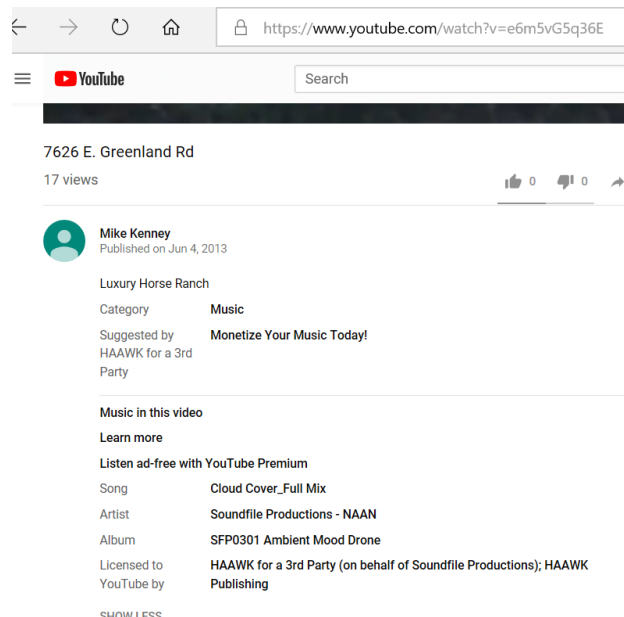 https://www.youtube.com/watch?v=e6m5vG5q36E
YouTube
Search
7626 E. Greenland Rd
17 views
0 0
Mike Kenney
Published on Jun 4, 2013
Luxury Horse Ranch
Category Music
Suggested by Monetize Your Music Today!
HAAWK for a 3rd
Party
Music in this video
Learn more
Listen ad-free with YouTube Premium
Song Cloud Cover_Full Mix
Artist Soundfile Productions - NAAN
Album SFP0301 Ambient Mood Drone
Licensed to HAAWK for a 3rd Party (on behalf of Soundfile Productions); HAAWK
YouTube by Publishing
SHOW LESS